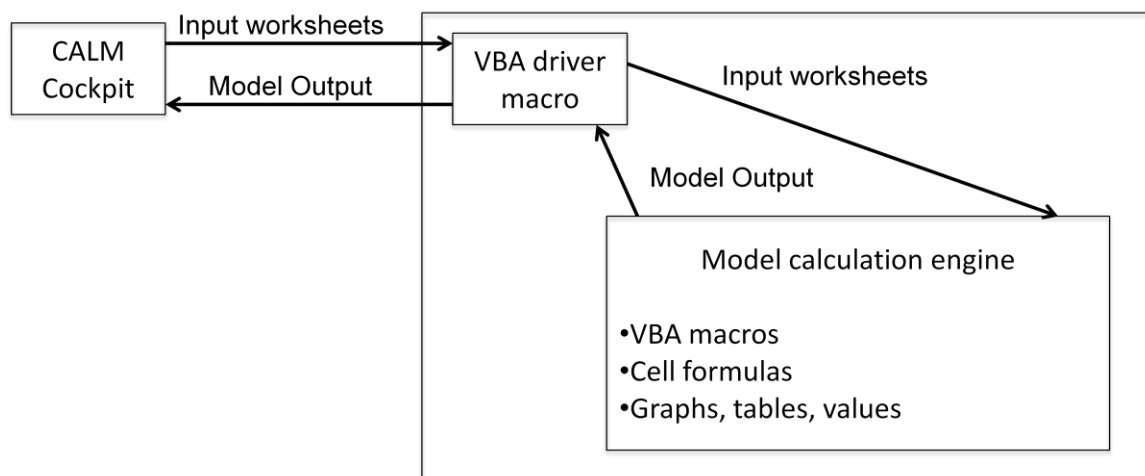 Input worksheets
CALM
Cockpit
Model Output
VBA driver
macro
Input worksheets
Model Output
Model calculation engine
•VBA macros
•Cell formulas
•Graphs, tables, values